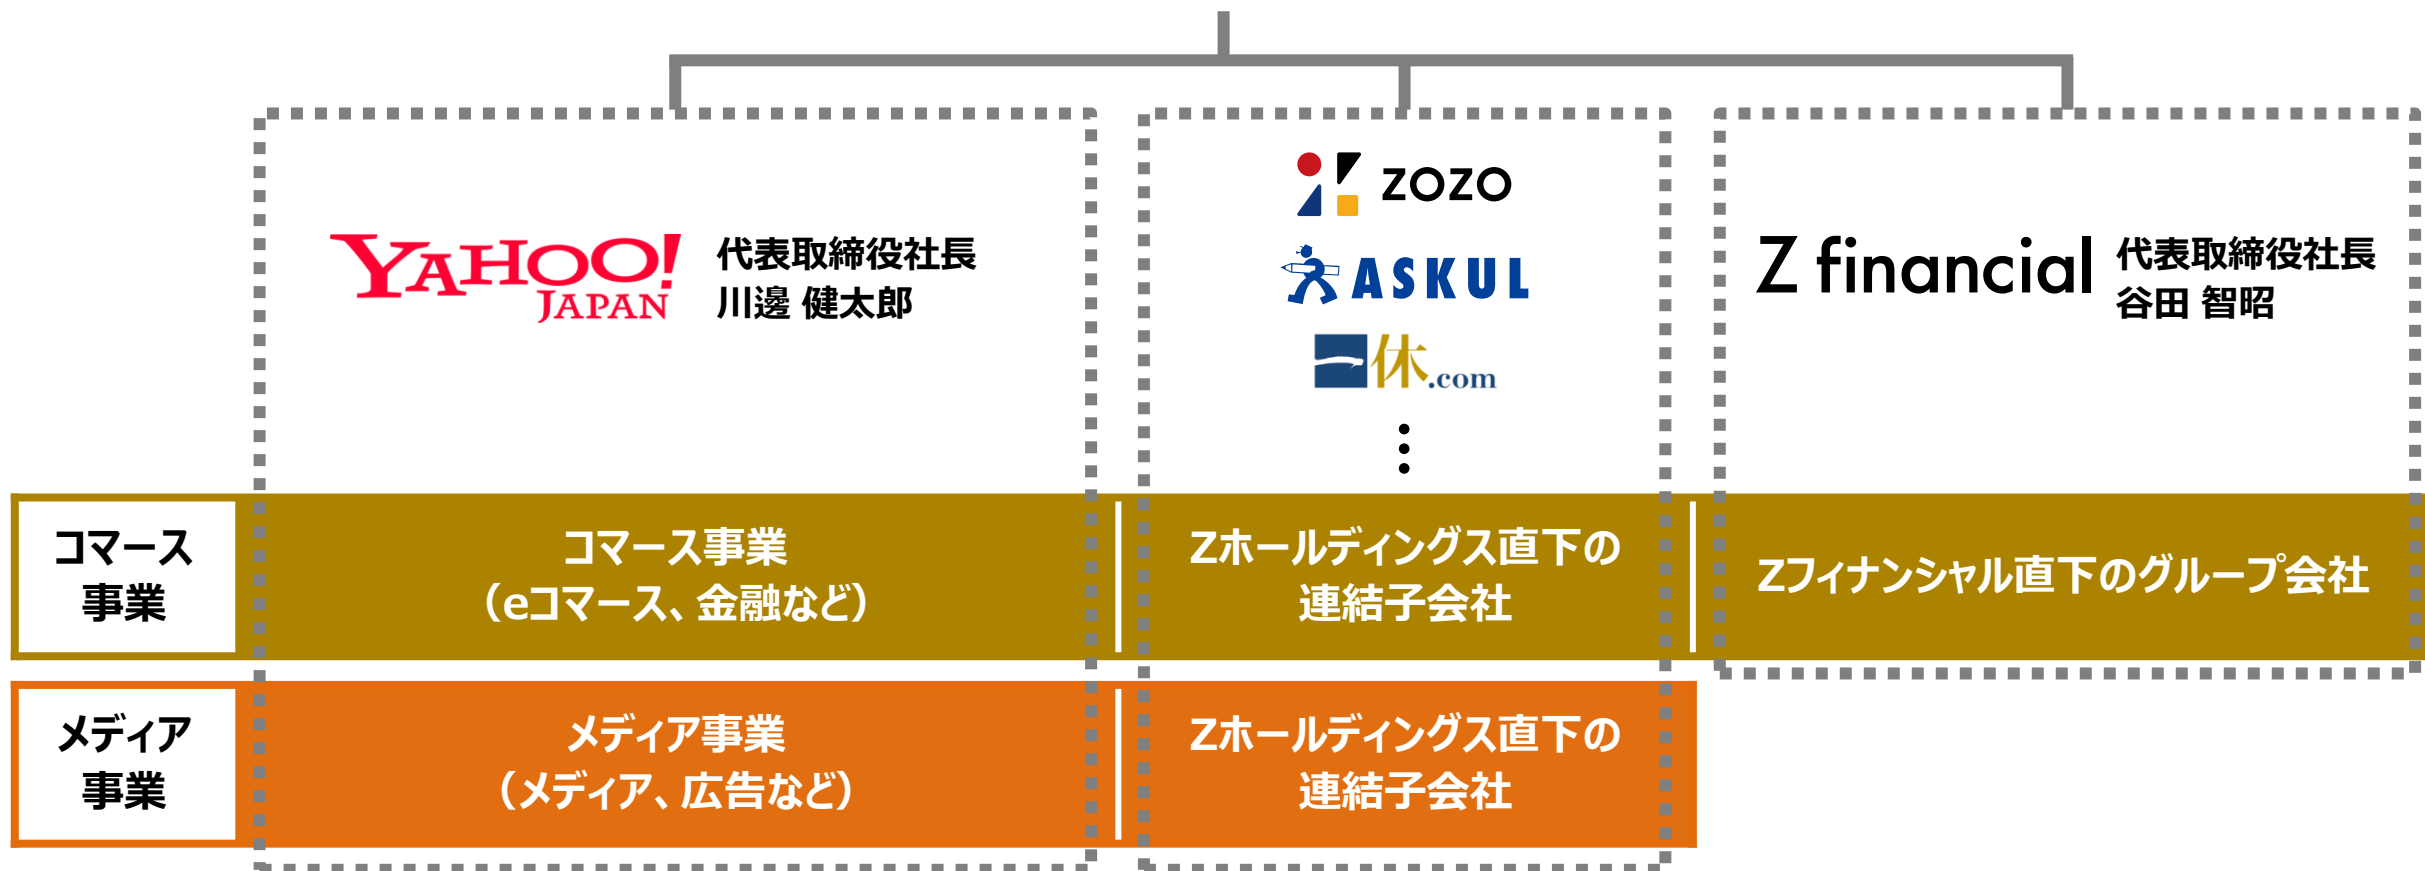 YAHOO!
JAPAN
代表取締役社長
川邊 健太郎
ZOZO
ASKUL
一休.com
Z financial
代表取締役社長
谷田 智昭
コマース
事業
コマース事業
（eコマース、金融など）
Zホールディングス直下の
連結子会社
Zフィナンシャル直下のグループ会社
メディア
事業
メディア事業
（メディア、広告など）
Zホールディングス直下の
連結子会社